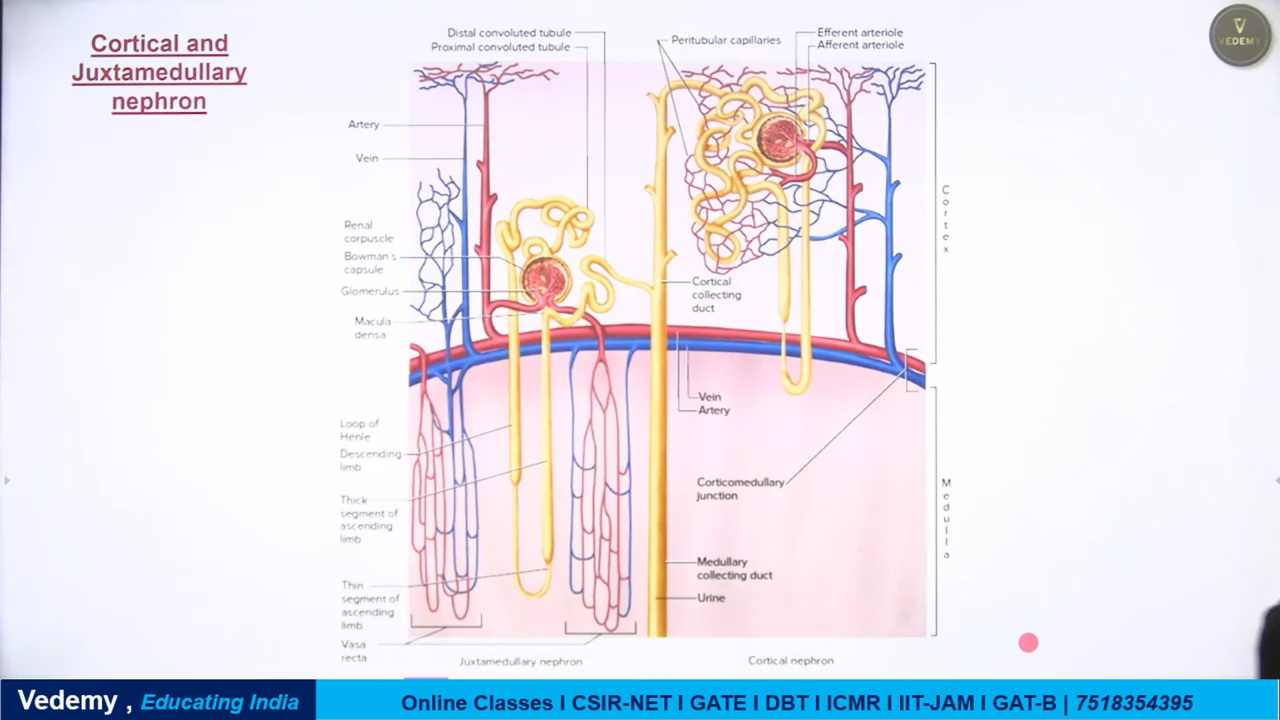 Cortical and
Juxtamedullary
nephron
VEDEMY
Distal convoluted tubule
Proximal convoluted tubule
Peritubular capillaries
Efferent arteriole
Afferent arteriole
Artery
Vein
Renal
corpuscle
Bowman's
capsule
Glomerulus
Macula
densa
Cortical
collecting
duct
Cortex
Vein
Artery
Loop of
Henle
Descending
limb
Thick
segment of
ascending
limb
Corticomedullary
junction
Medulla
Medullary
collecting duct
Urine
Thin
segment of
ascending
limb
Vasa
recta
Juxtamedullary nephron
Cortical nephron
Vedemy , Educating India
Online Classes I CSIR-NET I GATE I DBT I ICMR I IIT-JAM I GAT-B | 7518354395